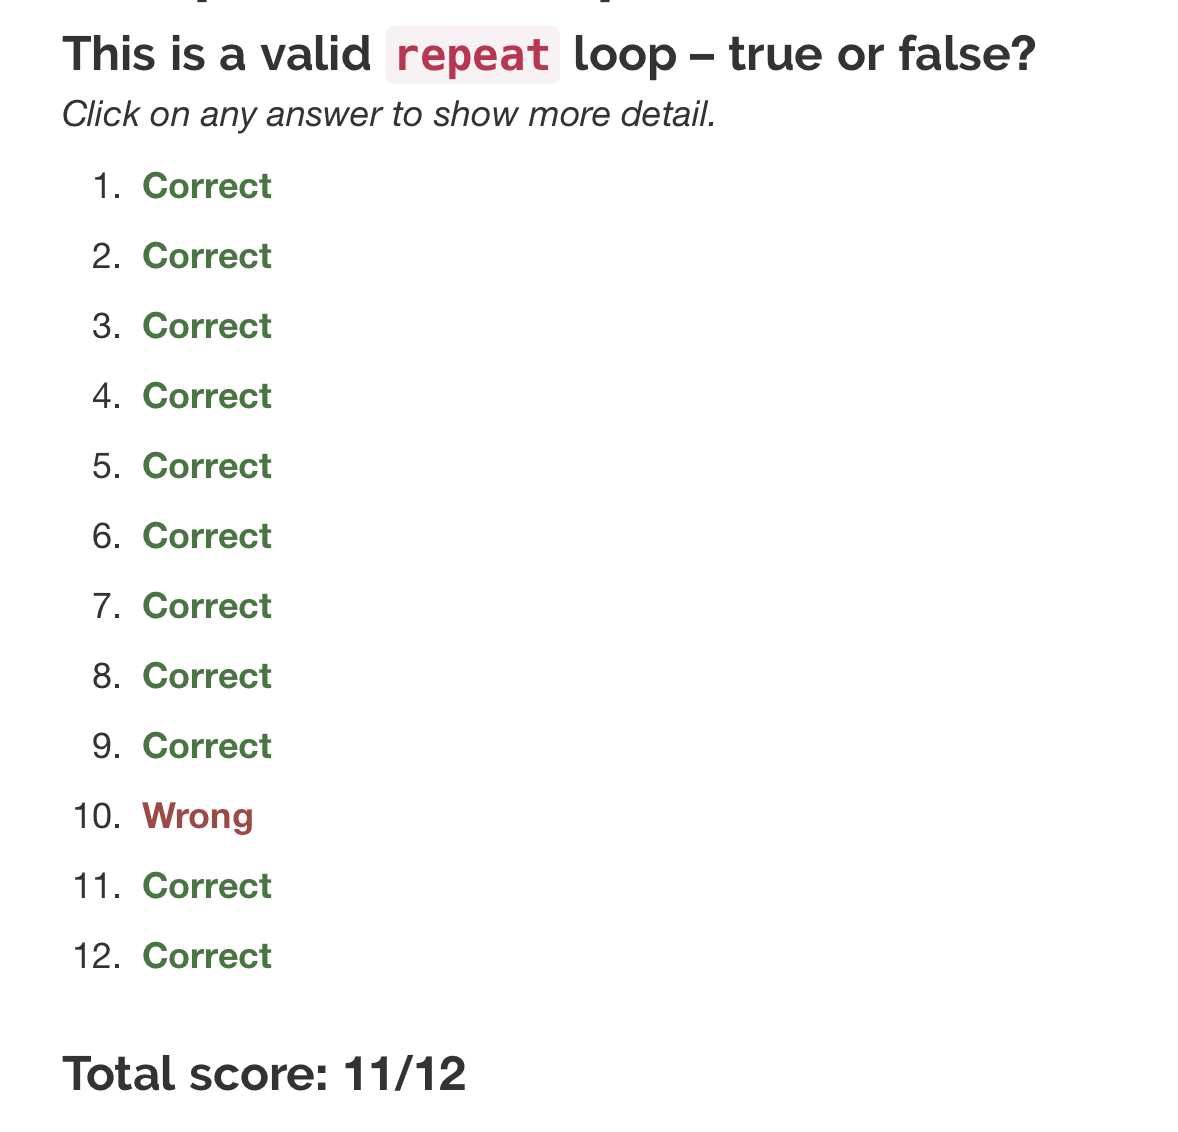 This is a valid repeat loop – true or false?
Click on any answer to show more detail.
1. Correct
2. Correct
3. Correct
4. Correct
5. Correct
6. Correct
7. Correct
8. Correct
9. Correct
10. Wrong
11. Correct
12. Correct
Total score: 11/12